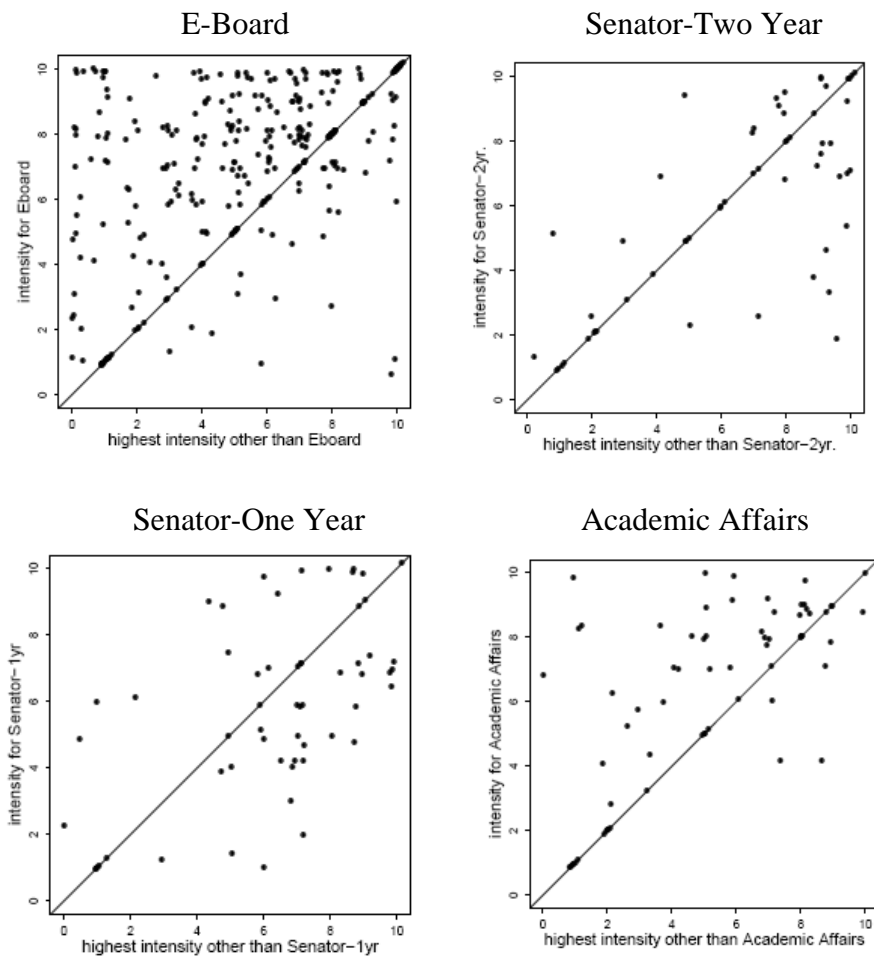 E-Board
Senator-Two Year
10
8
6
4
2
0
intensity for Eboard
0 2 4 6 8 10
highest intensity other than Eboard
10
8
6
4
2
0
intensity for Senator-2yr.
0 2 4 6 8 10
highest intensity other than Senator-2yr.
Senator-One Year
Academic Affairs
10
8
6
4
2
0
intensity for Senator-1yr
0 2 4 6 8 10
highest intensity other than Senator-1yr
10
8
6
4
2
0
intensity for Academic Affairs
0 2 4 6 8 10
highest intensity other than Academic Affairs